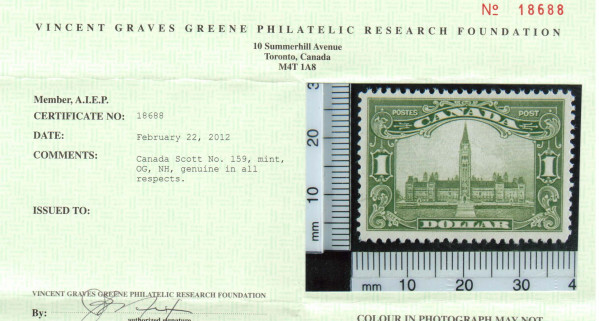 Nº 18688
VINCENT GRAVES GREENE PHILATELIC RESEARCH FOUNDATION
10 Summerhill Avenue
Toronto, Canada
M4T 1A8
Member, A.I.E.P.
CERTIFICATE NO: 18688
DATE: February 22, 2012
COMMENTS: Canada Scott No. 159, mint,
OG, NH, genuine in all
respects.
ISSUED TO:
POSTES CANADA POST
1 1
DOLLAR
mm 10 20 3
mm 10 20 30 4
VINCENT GRAVES GREENE PHILATELIC RESEARCH FOUNDATION
By:
authorized signature
COLOUR IN PHOTOGRAPH MAY NOT